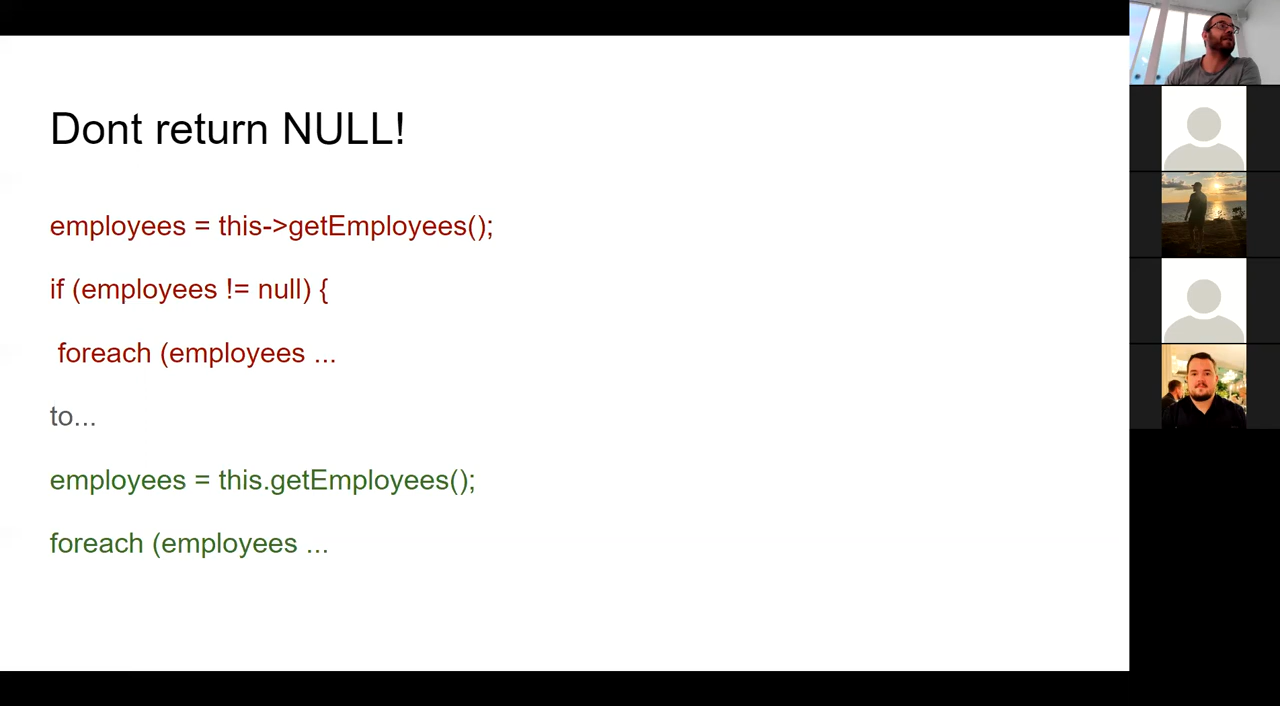 Dont return NULL!
employees = this->getEmployees();
if (employees != null) {
foreach (employees ...
to...
employees = this.getEmployees();
foreach (employees ...